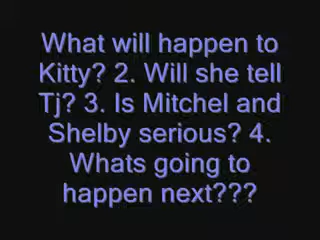 What will happen to
Kitty? 2. Will she tell
Tj? 3. Is Mitchel and
Shelby serious? 4.
Whats going to
happen next???